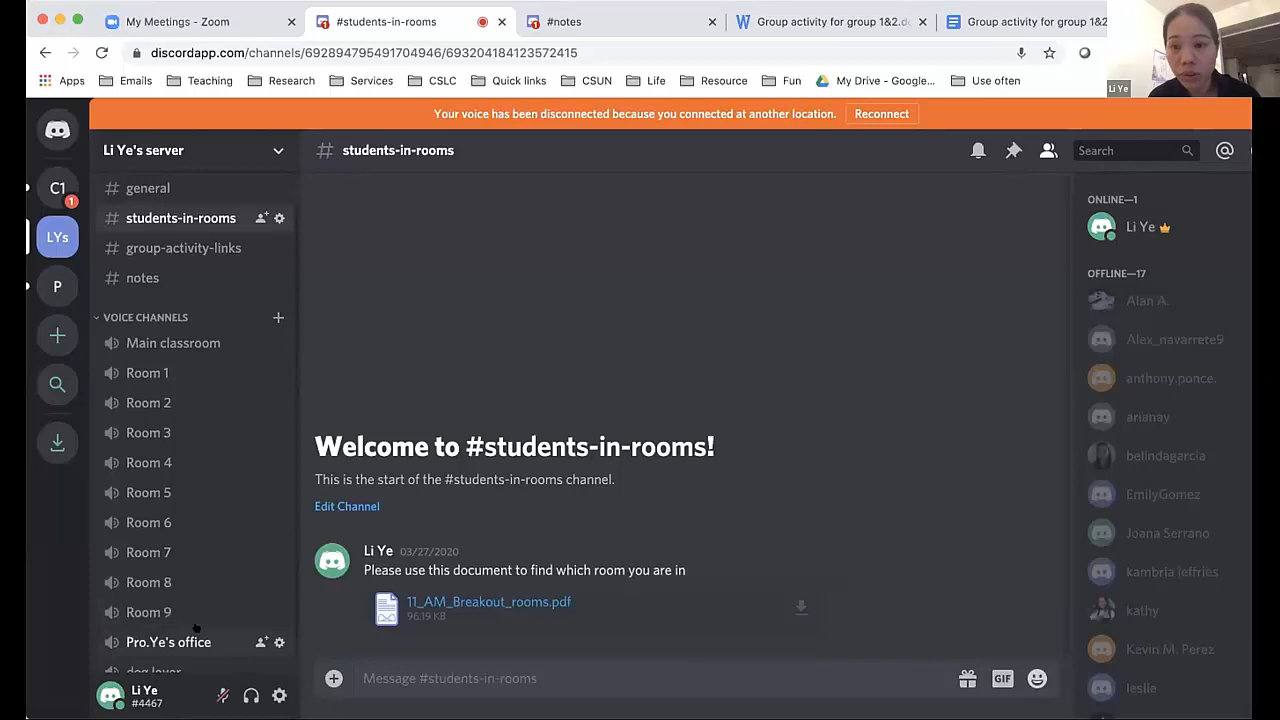 My Meetings - Zoom
#students-in-rooms
#notes
Group activity for group 1&2.d
Group activity for group 1&2
discordapp.com/channels/692894795491704946/693204184123572415
Apps
Emails
Teaching
Research
Services
CSLC
Quick links
CSUN
Life
Resource
Fun
My Drive - Google...
Use often
Li Ye
Your voice has been disconnected because you connected at another location.
Reconnect
Li Ye's server
# students-in-rooms
Search
# general
C1
1
# students-in-rooms
LYs
# group-activity-links
# notes
P
VOICE CHANNELS
Main classroom
Room 1
Room 2
Room 3
Room 4
Room 5
Room 6
Room 7
Room 8
Room 9
Pro.Ye's office
dog lover
Li Ye
#4467
Welcome to #students-in-rooms!
This is the start of the #students-in-rooms channel.
Edit Channel
Li Ye 03/27/2020
Please use this document to find which room you are in
11_AM_Breakout_rooms.pdf
96.19 KB
Message #students-in-rooms
GIF
ONLINE—1
Li Ye
OFFLINE—17
Alan A.
Alex_navarrete9
anthony.ponce.
arianay
belindagarcia
EmilyGomez
Joana Serrano
kambria jeffries
kathy
Kevin M. Perez
leslie